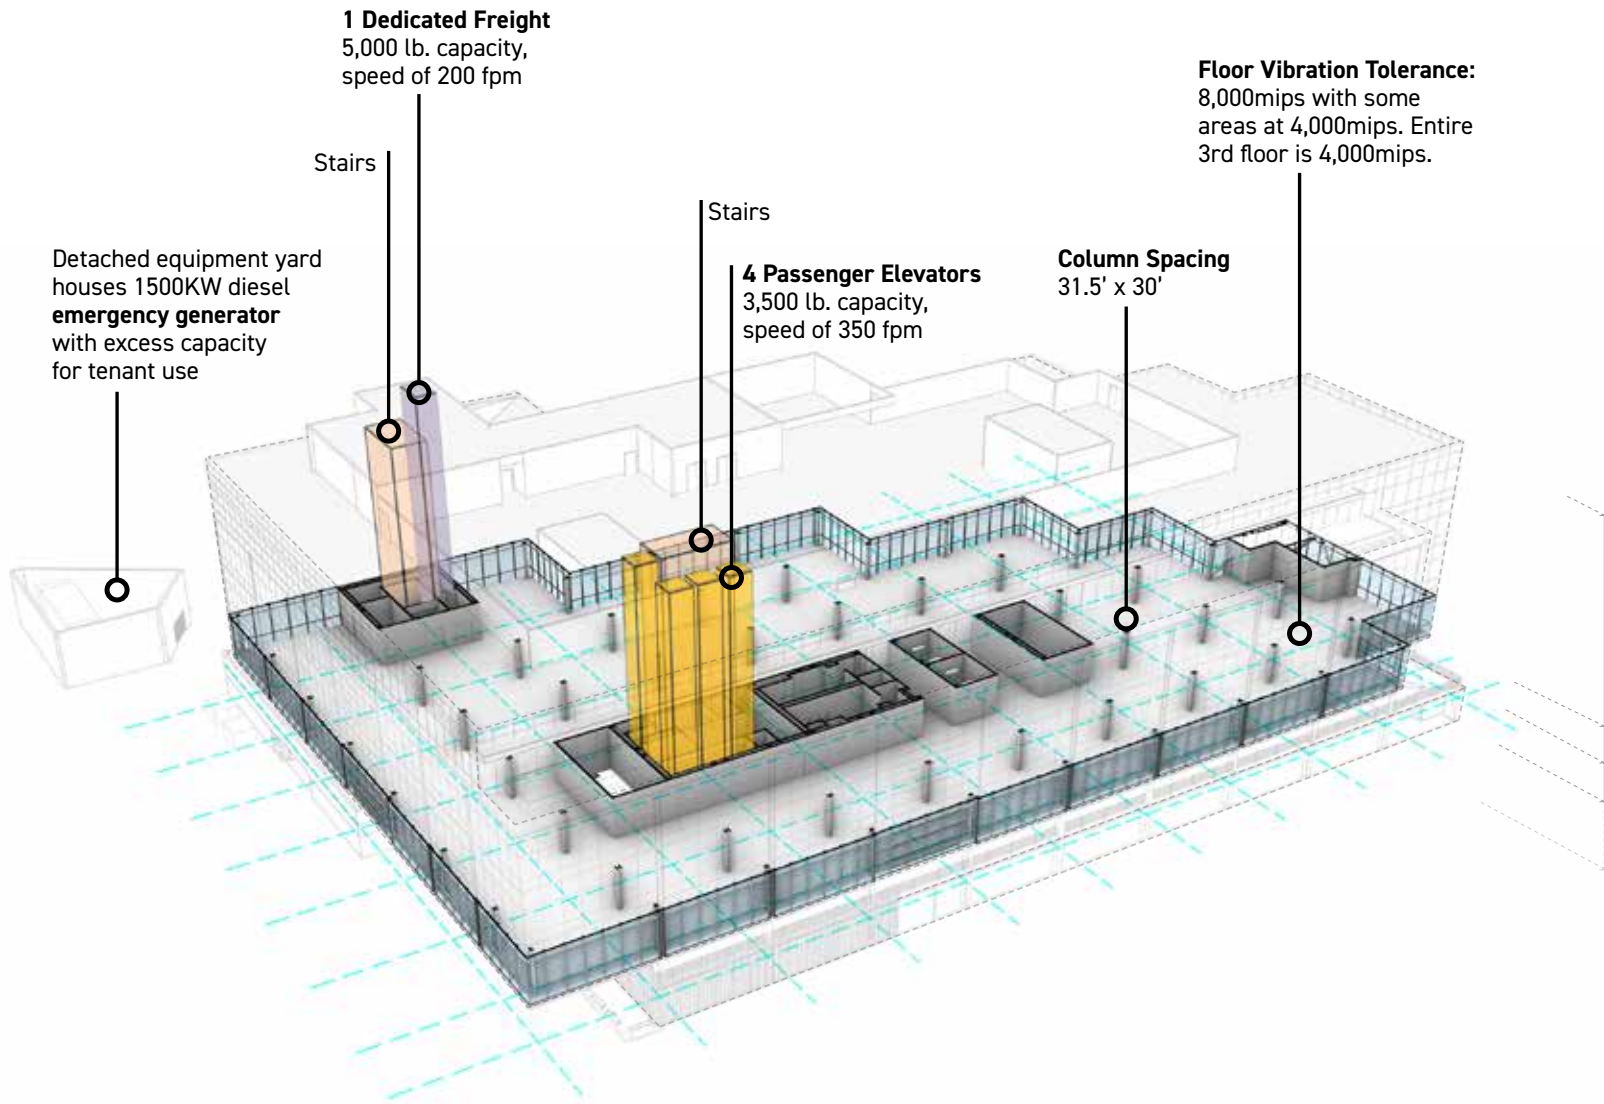 1 Dedicated Freight
5,000 lb. capacity,
speed of 200 fpm
Floor Vibration Tolerance:
8,000mips with some
areas at 4,000mips. Entire
3rd floor is 4,000mips.
Stairs
Stairs
Detached equipment yard
houses 1500KW diesel
emergency generator
with excess capacity
for tenant use
4 Passenger Elevators
3,500 lb. capacity,
speed of 350 fpm
Column Spacing
31.5’ x 30’